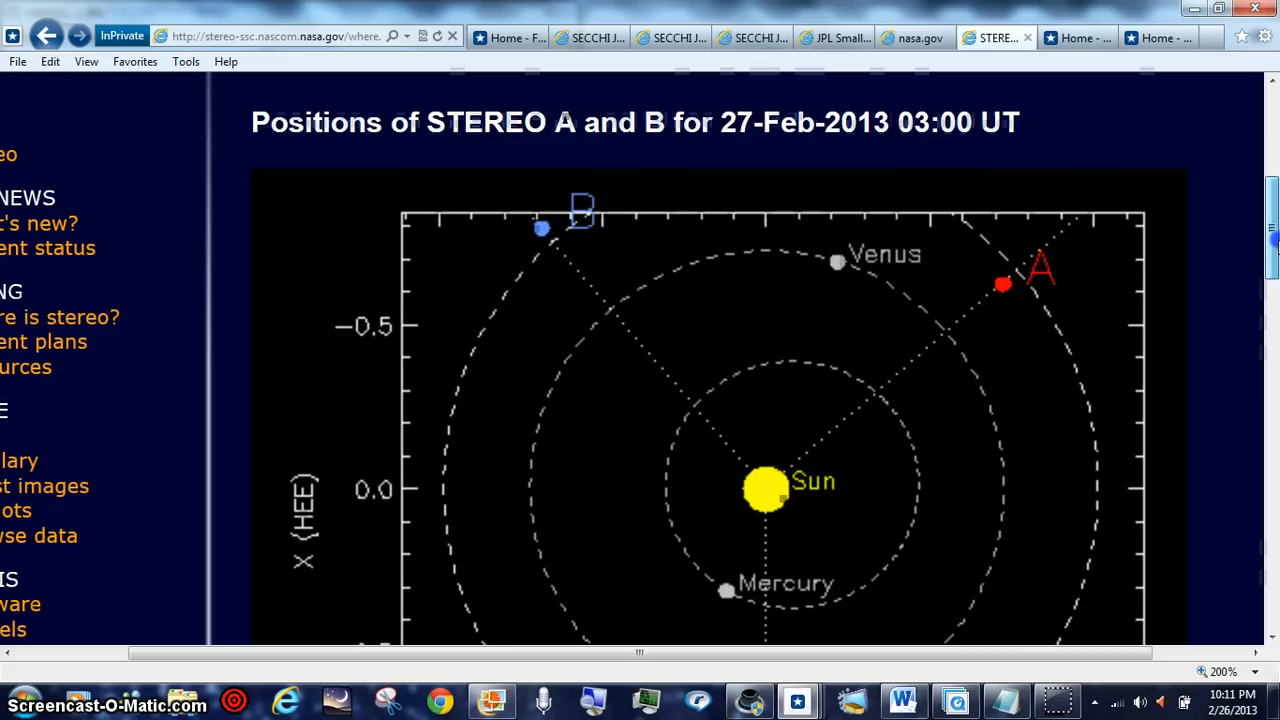 InPrivate
http://stereo-ssc.nascom.nasa.gov/where.
Home - F...
SECCHI J...
SECCHI J...
SECCHI J...
JPL Small...
nasa.gov
STERE...
Home - ...
Home - ...
File Edit View Favorites Tools Help
Positions of STEREO A and B for 27-Feb-2013 03:00 UT
eo
NEWS
t's new?
ent status
NG
re is stereo?
ent plans
ources
E
lary
st images
ots
wse data
IS
ware
els
B
Venus
A
−0.5
Sun
0.0
X (HEE)
Mercury
200%
Screencast-O-Matic.com
10:11 PM
2/26/2013